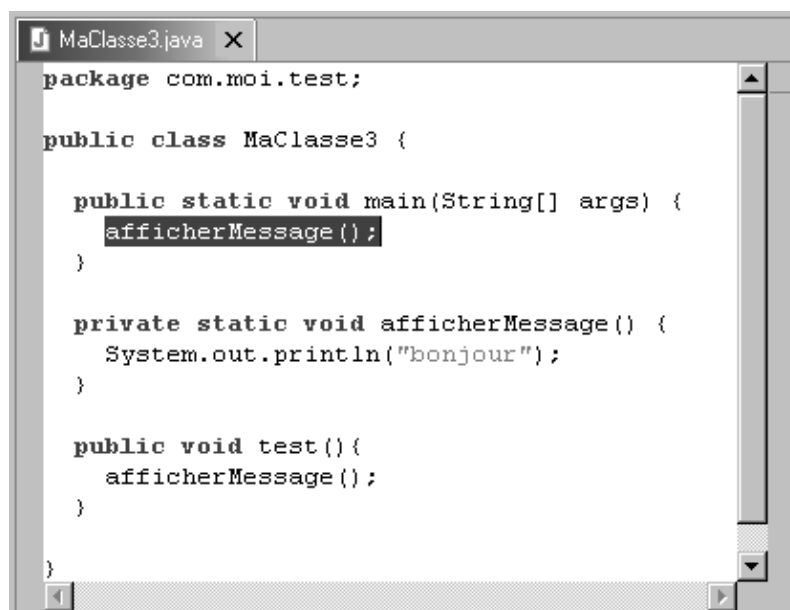 MaClasse3.java
package com.moi.test;
public class MaClasse3 {
public static void main(String[] args) {
afficherMessage();
}
private static void afficherMessage() {
System.out.println("bonjour");
}
public void test(){
afficherMessage();
}
}